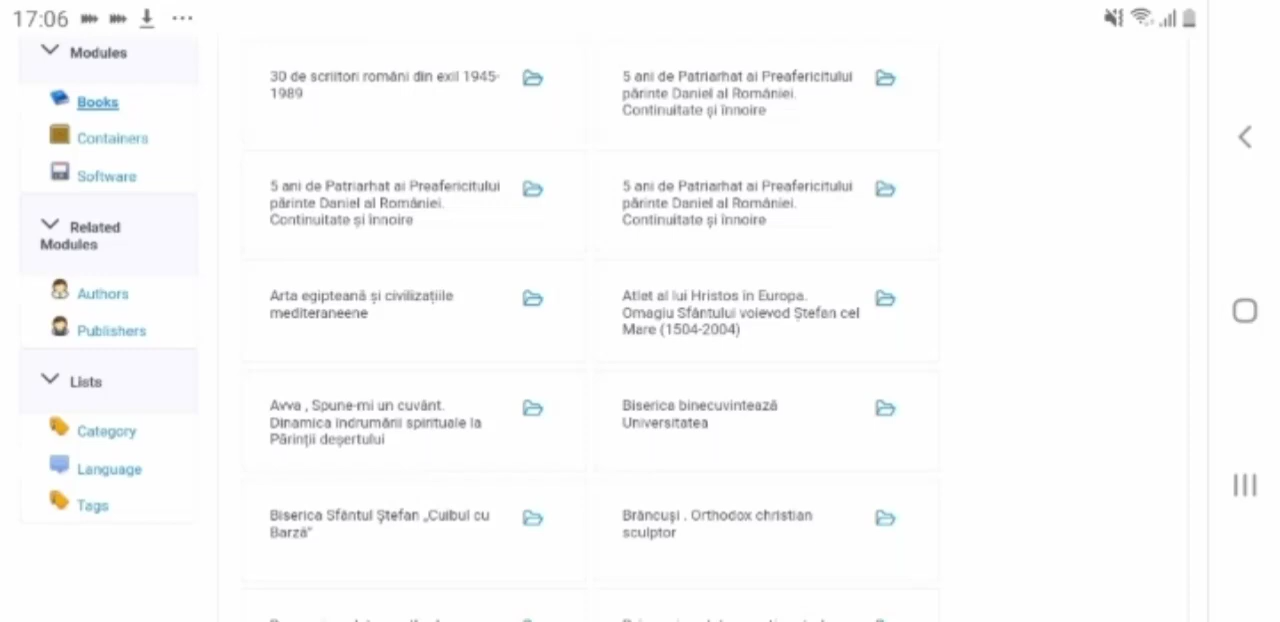 17:06
Modules
Books
Containers
Software
Related
Modules
Authors
Publishers
Lists
Category
Language
Tags
30 de scriitori români din exil 1945-
1989
5 ani de Patriarhat al Preafericitului
părinte Daniel al României.
Continuitate și înnoire
5 ani de Patriarhat al Preafericitului
părinte Daniel al României.
Continuitate și înnoire
5 ani de Patriarhat al Preafericitului
părinte Daniel al României.
Continuitate și înnoire
Arta egipteană și civilizațiile
mediteraneene
Atlet al lui Hristos în Europa.
Omagiu Sfântului voievod Ștefan cel
Mare (1504-2004)
Avva , Spune-mi un cuvânt.
Dinamica îndrumării spirituale la
Părinții deșertului
Biserica binecuvintează
Universitatea
Biserica Sfântul Ștefan „Cuibul cu
Barză"
Brâncuși . Orthodox christian
sculptor